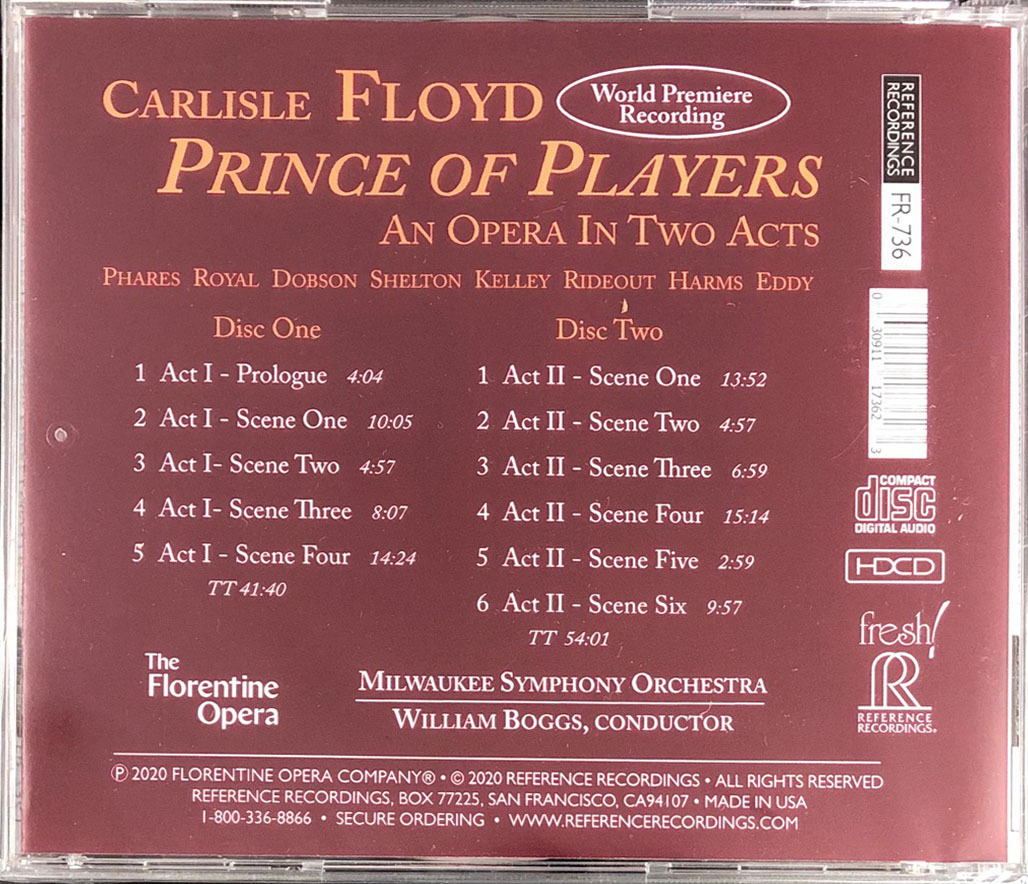 CARLISLE FLOYD
World Premiere
Recording
PRINCE OF PLAYERS
AN OPERA IN TWO ACTS
PHARES ROYAL DOBSON SHELTON KELLEY RIDEOUT HARMS EDDY
Disc One
1 Act I - Prologue 4:04
2 Act I - Scene One 10:05
3 Act I- Scene Two 4:57
4 Act I- Scene Three 8:07
5 Act I - Scene Four 14:24
TT 41:40
Disc Two
1 Act II - Scene One 13:52
2 Act II - Scene Two 4:57
3 Act II - Scene Three 6:59
4 Act II - Scene Four 15:14
5 Act II - Scene Five 2:59
6 Act II - Scene Six 9:57
TT 54:01
The
Florentine
Opera
MILWAUKEE SYMPHONY ORCHESTRA
WILLIAM BOGGS, CONDUCTOR
REFERENCE
RECORDINGS
FR-736
0 30911 17362 3
COMPACT
disc
DIGITAL AUDIO
HDCD
fresh!
RR
REFERENCE
RECORDINGS®
℗ 2020 FLORENTINE OPERA COMPANY® • © 2020 REFERENCE RECORDINGS • ALL RIGHTS RESERVED
REFERENCE RECORDINGS, BOX 77225, SAN FRANCISCO, CA94107 • MADE IN USA
1-800-336-8866 • SECURE ORDERING • WWW.REFERENCERECORDINGS.COM